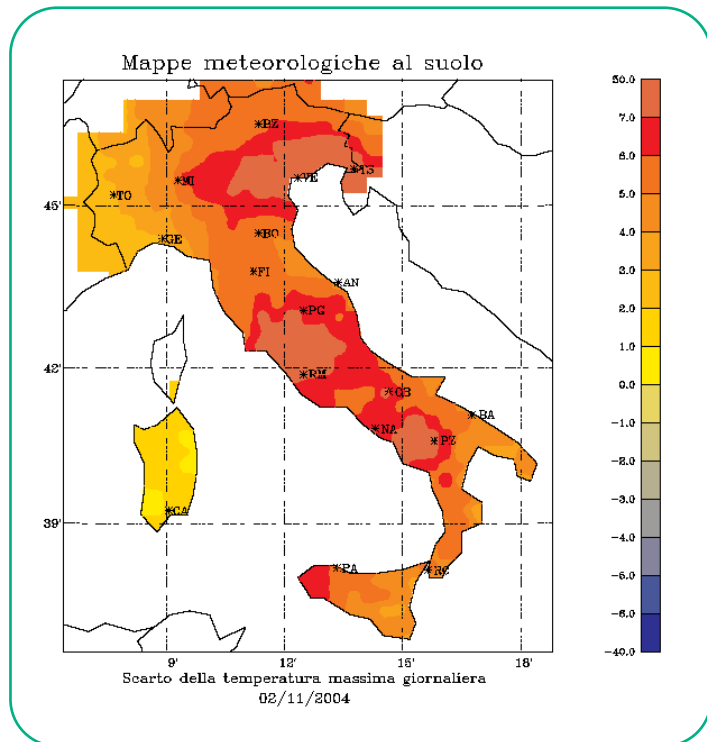 Mappe meteorologiche al suolo
50.0
7.0
6.0
5.0
4.0
3.0
2.0
1.0
0.0
-1.0
-2.0
-3.0
-4.0
-5.0
-6.0
-40.0
BZ
TS
MI
VE
TO
45'
GE
BO
FI
AN
PG
42'
RM
CB
BA
NA
PZ
CA
39'
PA
RC
9'
12'
15'
18'
Scarto della temperatura massima giornaliera
02/11/2004